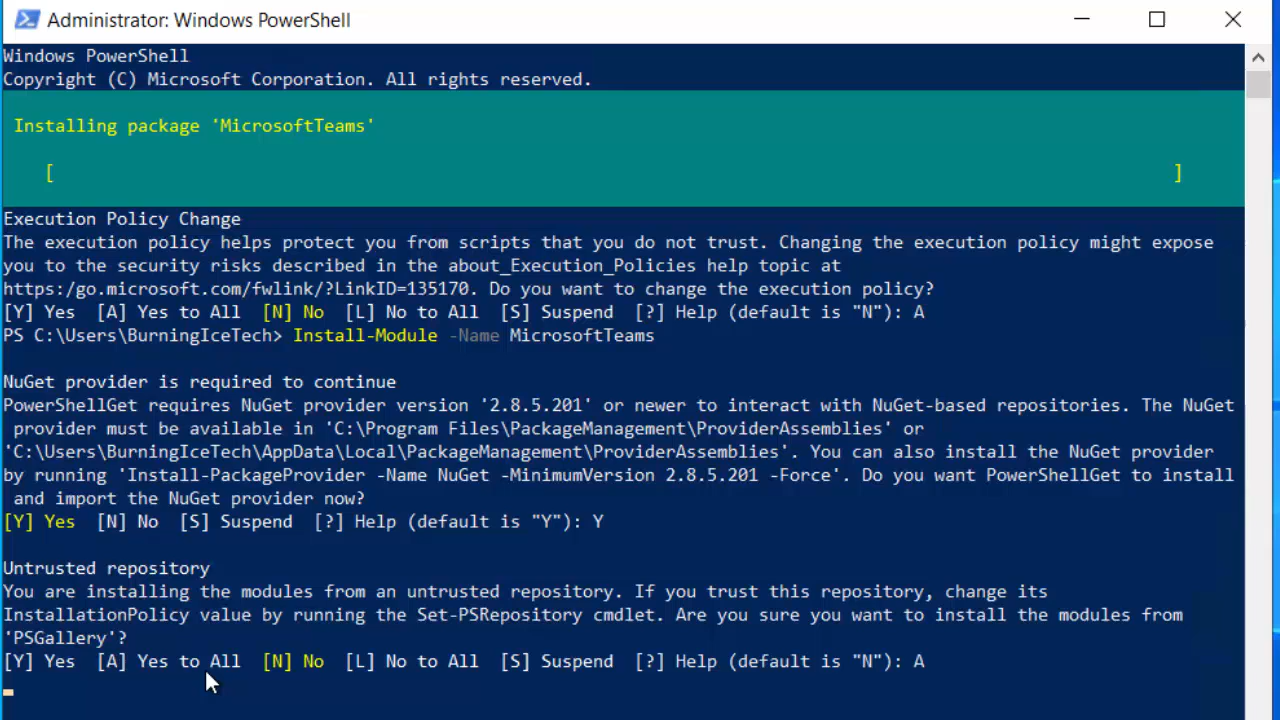 Administrator: Windows PowerShell
Windows PowerShell
Copyright (C) Microsoft Corporation. All rights reserved.
Installing package 'MicrosoftTeams'
[ ]
Execution Policy Change
The execution policy helps protect you from scripts that you do not trust. Changing the execution policy might expose
you to the security risks described in the about_Execution_Policies help topic at
https:/go.microsoft.com/fwlink/?LinkID=135170. Do you want to change the execution policy?
[Y] Yes [A] Yes to All [N] No [L] No to All [S] Suspend [?] Help (default is "N"): A
PS C:\Users\BurningIceTech> Install-Module -Name MicrosoftTeams
NuGet provider is required to continue
PowerShellGet requires NuGet provider version '2.8.5.201' or newer to interact with NuGet-based repositories. The NuGet
provider must be available in 'C:\Program Files\PackageManagement\ProviderAssemblies' or
'C:\Users\BurningIceTech\AppData\Local\PackageManagement\ProviderAssemblies'. You can also install the NuGet provider
by running 'Install-PackageProvider -Name NuGet -MinimumVersion 2.8.5.201 -Force'. Do you want PowerShellGet to install
and import the NuGet provider now?
[Y] Yes [N] No [S] Suspend [?] Help (default is "Y"): Y
Untrusted repository
You are installing the modules from an untrusted repository. If you trust this repository, change its
InstallationPolicy value by running the Set-PSRepository cmdlet. Are you sure you want to install the modules from
'PSGallery'?
[Y] Yes [A] Yes to All [N] No [L] No to All [S] Suspend [?] Help (default is "N"): A